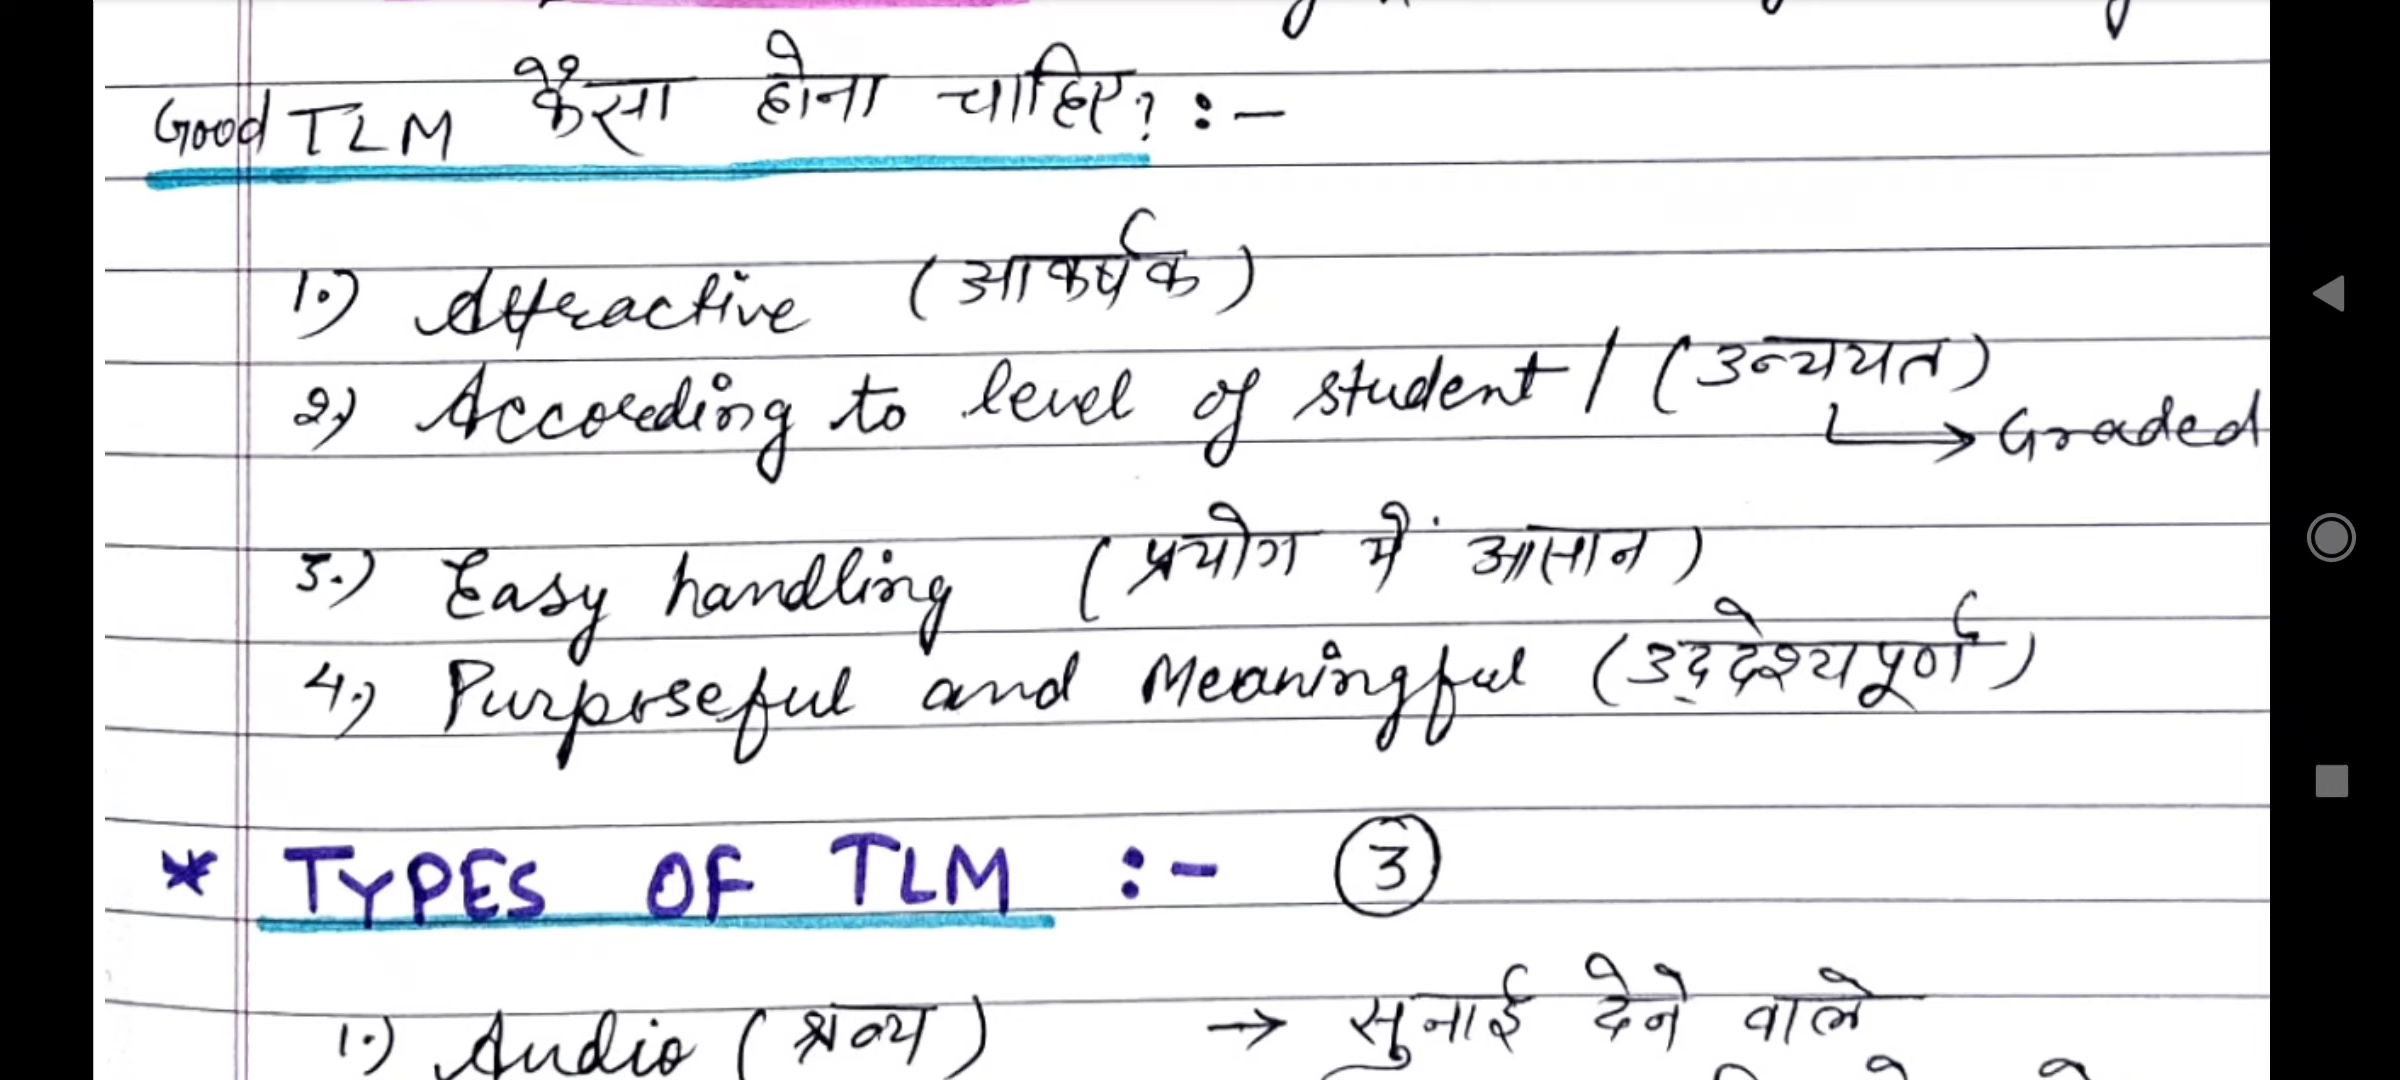 Good TLM कैसा होना चाहिए? :-
1.) Attractive (आकर्षक)
2.) According to level of student / (उन्ययत)
↳ Graded
3.) Easy handling (प्रयोग में आसान)
4.) Purposeful and Meaningful (उद्देश्यपूर्ण)
* TYPES OF TLM :- ③
1.) Audio (श्रव्य) → सुनाई देने वाले